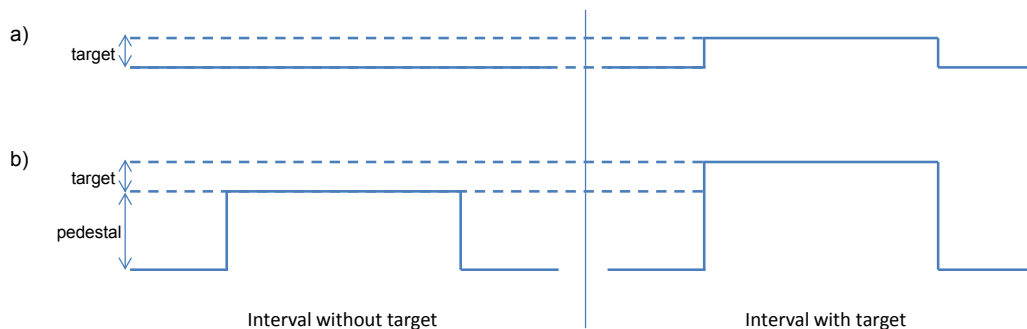 a)
target
b)
target
pedestal
Interval without target
Interval with target